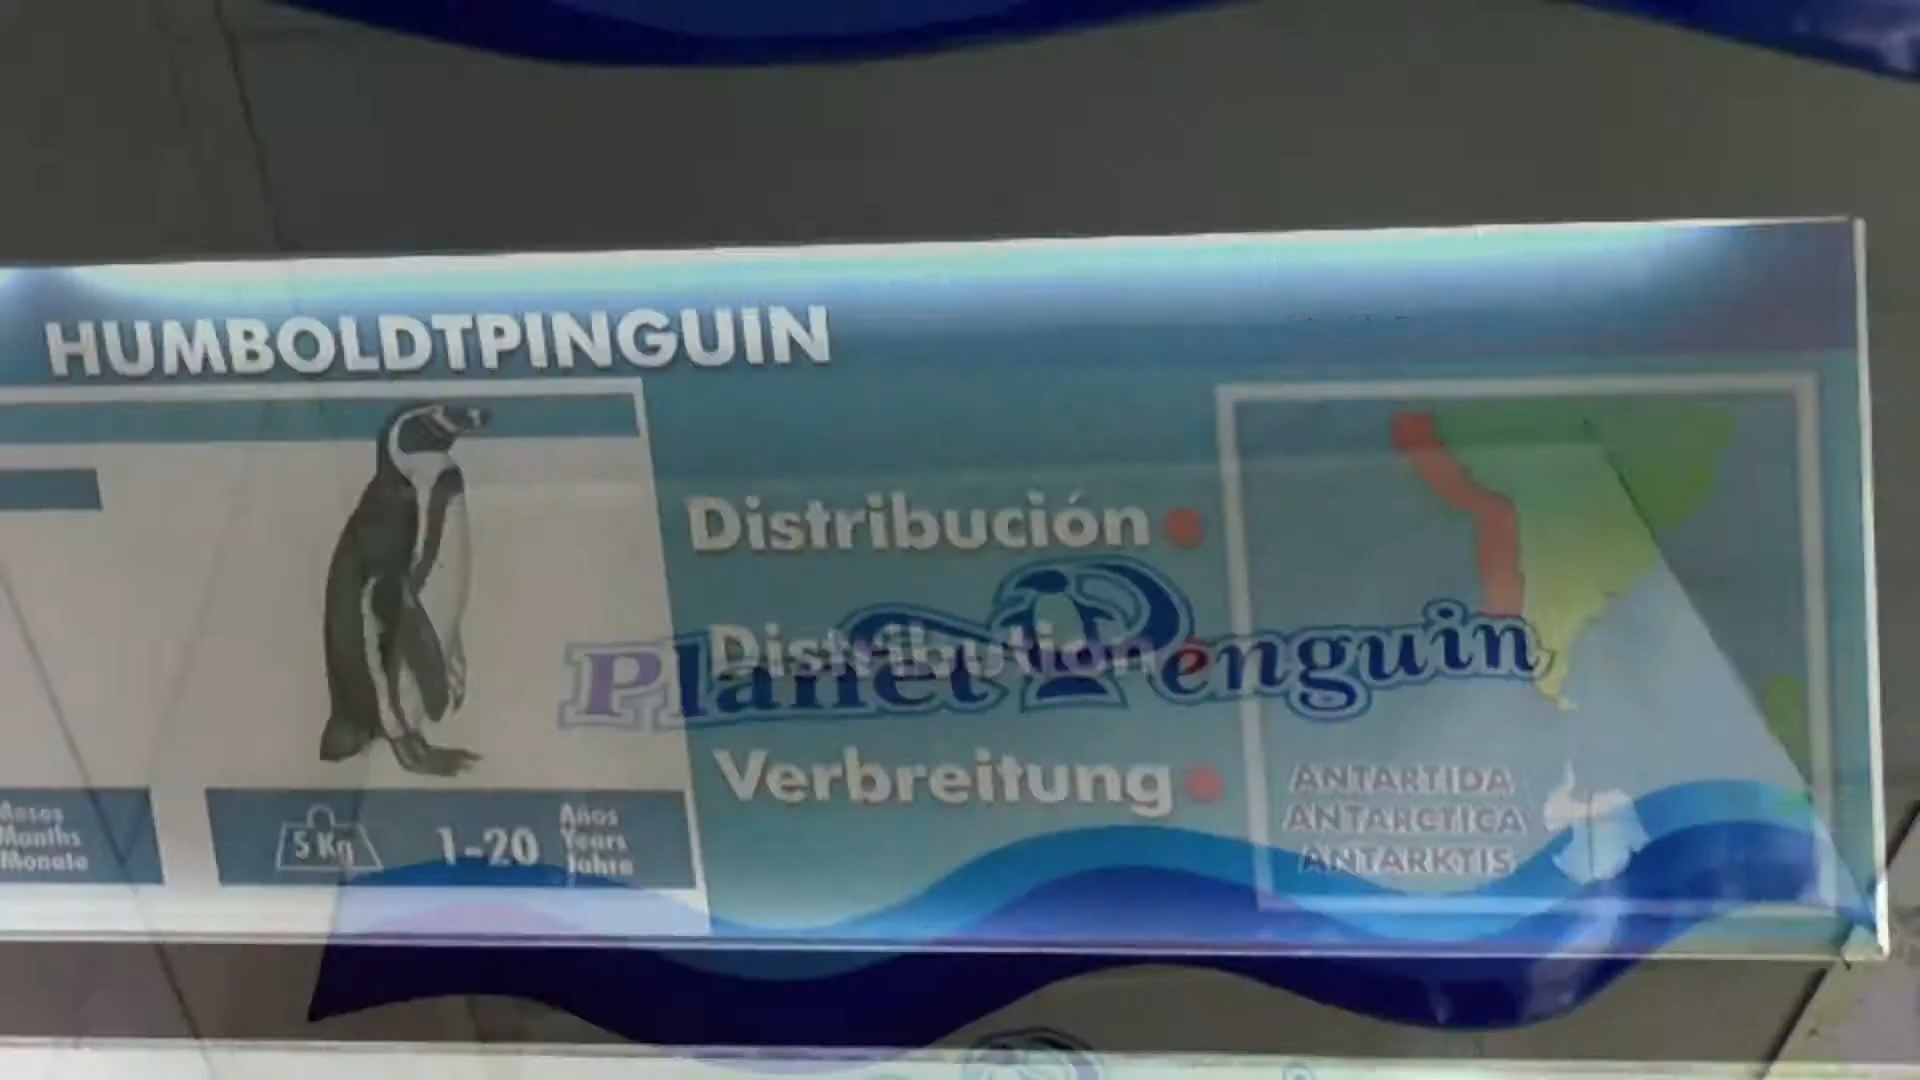 HUMBOLDTPINGUIN
Distribución
Planet Penguin
Distribution
Verbreitung
ANTARTIDA
ANTARCTICA
ANTARKTIS
Meses
Months
Monate
5 Kg
1-20
Años
Years
Jahre